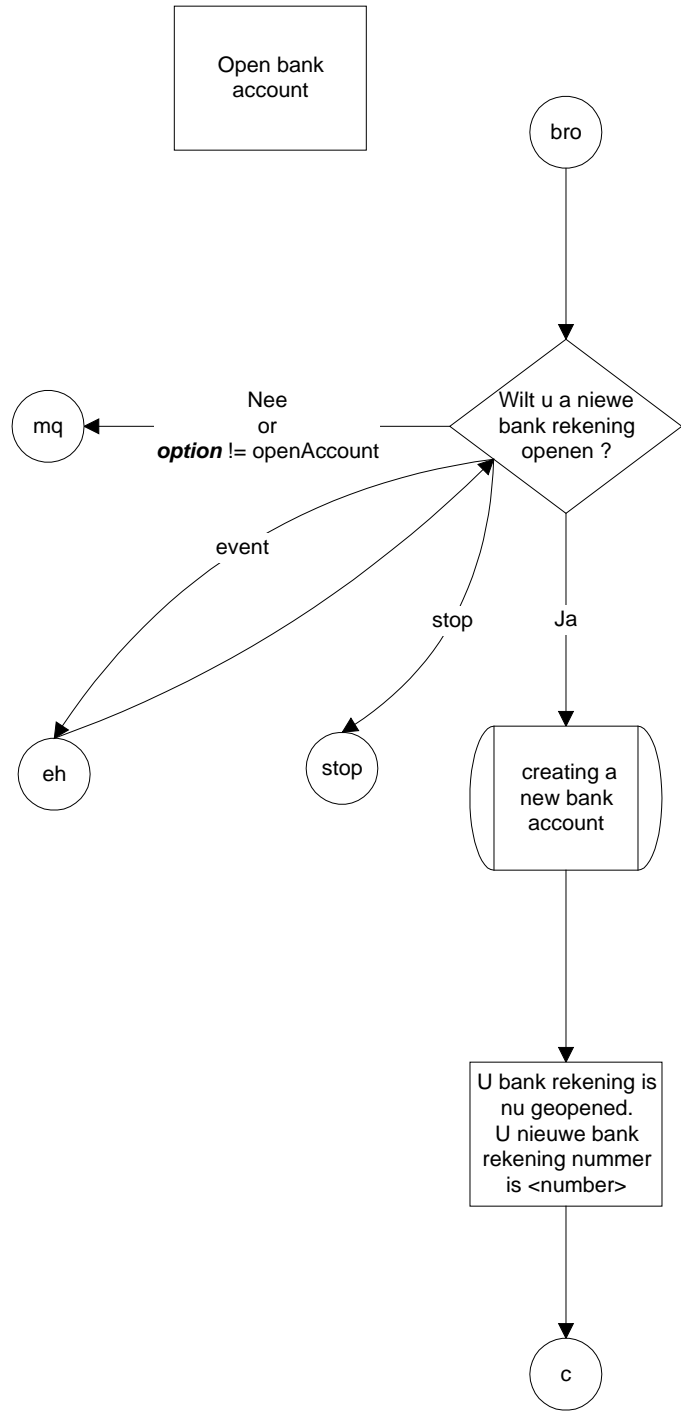 Open bank
account
bro
Wilt u a niewe
bank rekening
openen ?
Nee
or
option != openAccount
mq
event
stop
Ja
eh
stop
creating a
new bank
account
U bank rekening is
nu geopened.
U nieuwe bank
rekening nummer
is <number>
c